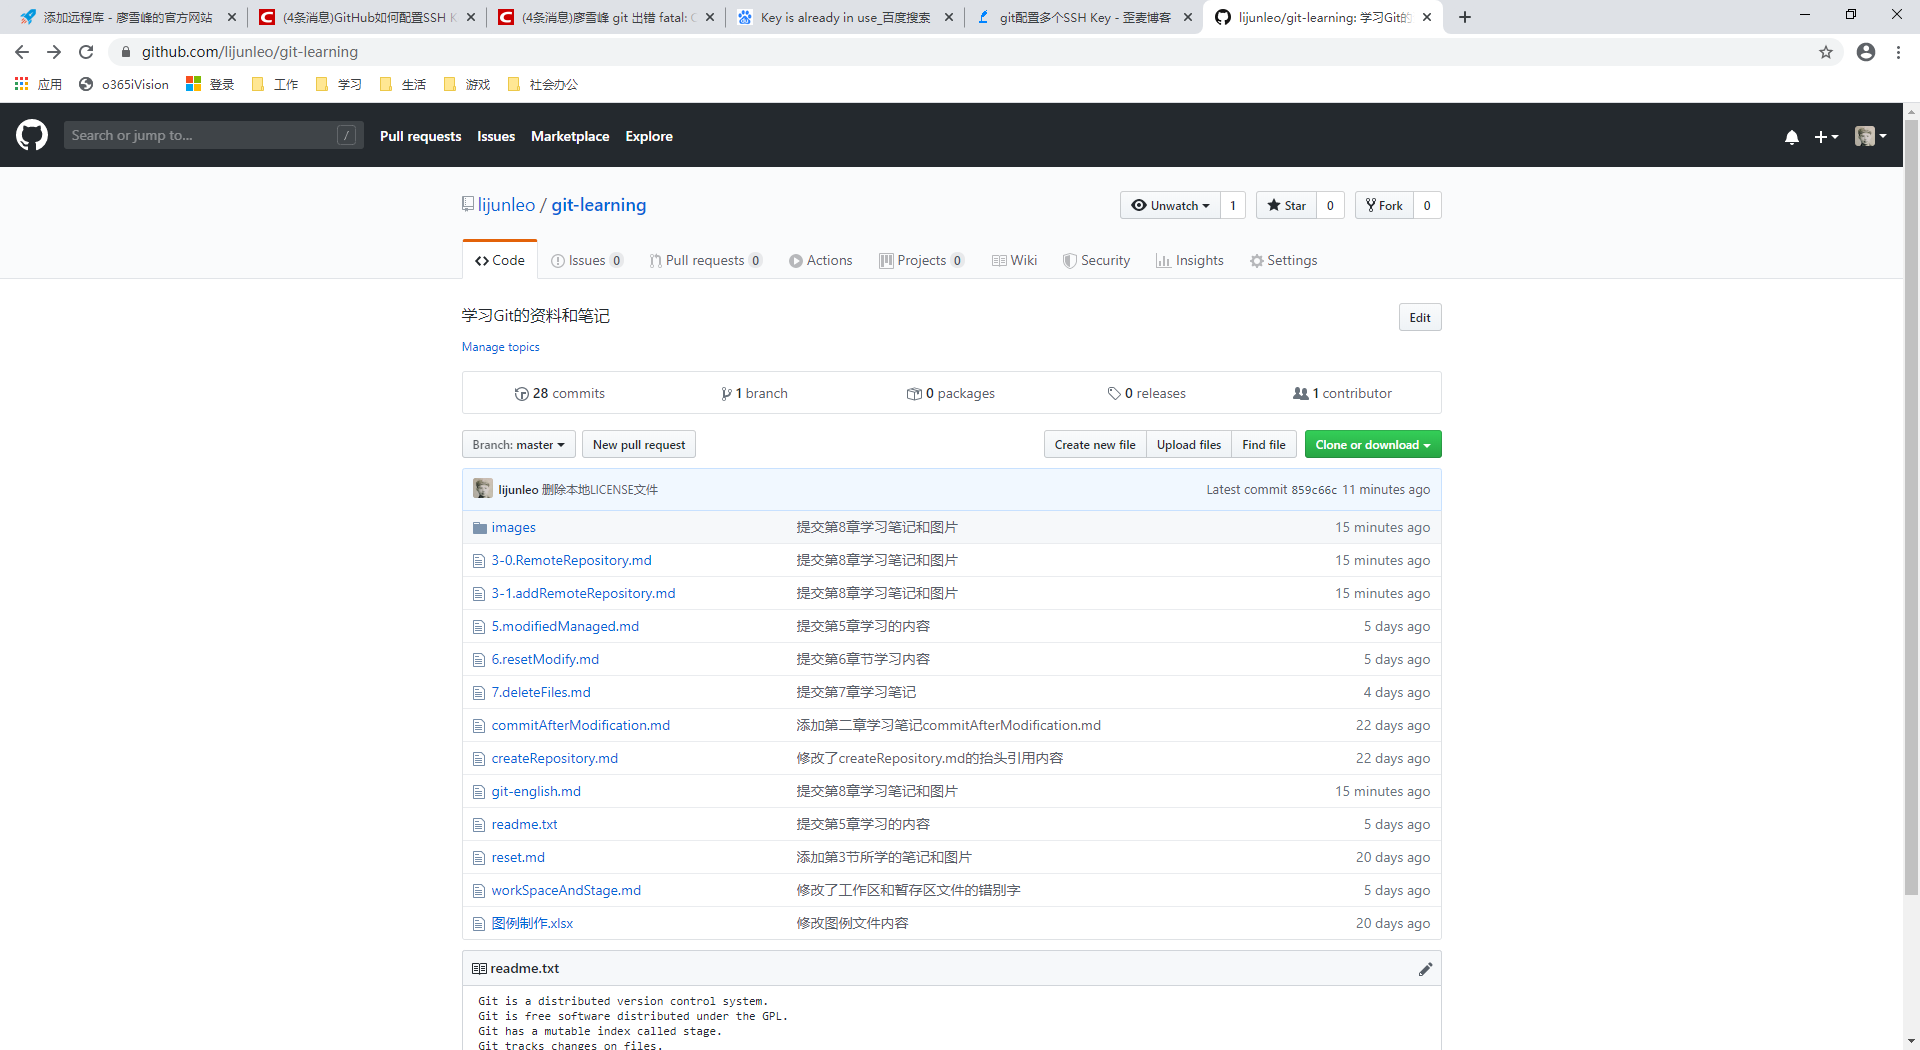 添加远程库 - 廖雪峰的官方网站
(4条消息)GitHub如何配置SSH K
(4条消息)廖雪峰 git 出错 fatal: C
Key is already in use_百度搜索
git配置多个SSH Key - 歪麦博客
lijunleo/git-learning: 学习Git的
github.com/lijunleo/git-learning
应用
o365iVision
登录
工作
学习
生活
游戏
社会办公
Search or jump to...
/
Pull requests
Issues
Marketplace
Explore
lijunleo / git-learning
Unwatch 1
Star 0
Fork 0
Code
Issues 0
Pull requests 0
Actions
Projects 0
Wiki
Security
Insights
Settings
学习Git的资料和笔记
Edit
Manage topics
28 commits
1 branch
0 packages
0 releases
1 contributor
Branch: master
New pull request
Create new file
Upload files
Find file
Clone or download
lijunleo 删除本地LICENSE文件
Latest commit 859c66c 11 minutes ago
images 提交第8章学习笔记和图片 15 minutes ago
3-0.RemoteRepository.md 提交第8章学习笔记和图片 15 minutes ago
3-1.addRemoteRepository.md 提交第8章学习笔记和图片 15 minutes ago
5.modifiedManaged.md 提交第5章学习的内容 5 days ago
6.resetModify.md 提交第6章节学习内容 5 days ago
7.deleteFiles.md 提交第7章学习笔记 4 days ago
commitAfterModification.md 添加第二章学习笔记commitAfterModification.md 22 days ago
createRepository.md 修改了createRepository.md的抬头引用内容 22 days ago
git-english.md 提交第8章学习笔记和图片 15 minutes ago
readme.txt 提交第5章学习的内容 5 days ago
reset.md 添加第3节所学的笔记和图片 20 days ago
workSpaceAndStage.md 修改了工作区和暂存区文件的错别字 5 days ago
图例制作.xlsx 修改图例文件内容 20 days ago
readme.txt
Git is a distributed version control system.
Git is free software distributed under the GPL.
Git has a mutable index called stage.
Git tracks changes on files.